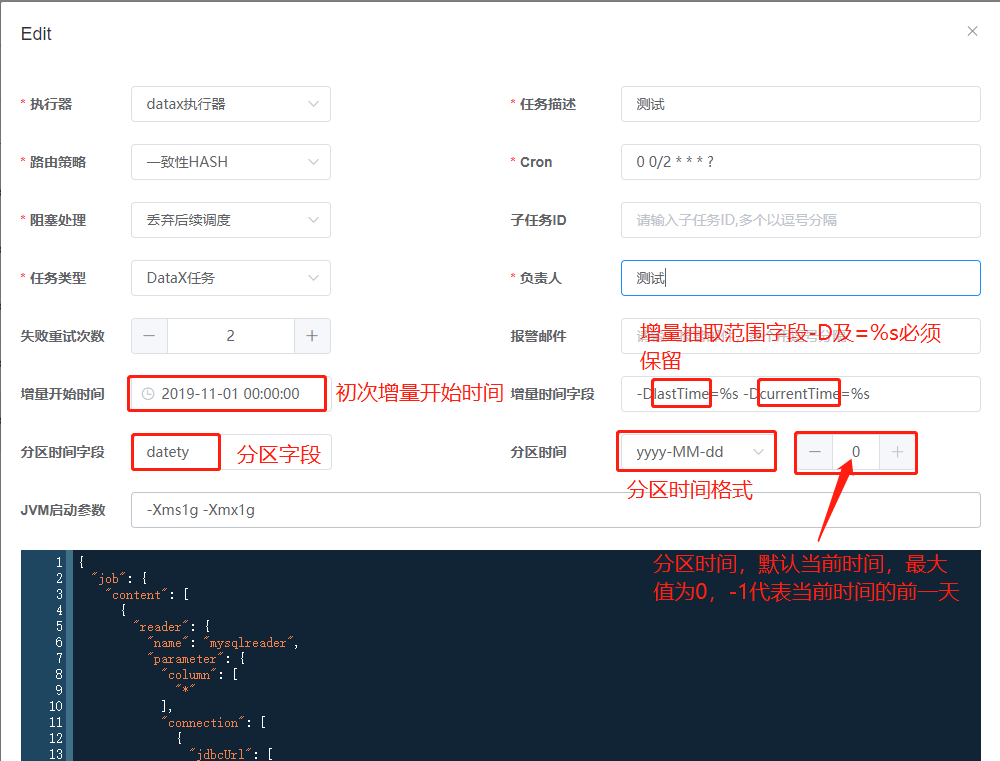 Edit
* 执行器 datax执行器 * 任务描述 测试
* 路由策略 一致性HASH * Cron 0 0/2 * * * ?
* 阻塞处理 丢弃后续调度 子任务ID 请输入子任务ID,多个以逗号分隔
* 任务类型 DataX任务 * 负责人 测试
失败重试次数 2 报警邮件 增量抽取范围字段-D及=%s必须
保留
增量开始时间 2019-11-01 00:00:00 初次增量开始时间 增量时间字段 -DlastTime=%s -DcurrentTime=%s
分区时间字段 datety 分区字段 分区时间 yyyy-MM-dd 0
分区时间格式
JVM启动参数 -Xms1g -Xmx1g
分区时间，默认当前时间，最大
值为0，-1代表当前时间的前一天
1 {
2 "job": {
3 "content": [
4 {
5 "reader": {
6 "name": "mysqlreader",
7 "parameter": {
8 "column": [
9 "*"
10 ],
11 "connection": [
12 {
13 "jdbcUrl": [